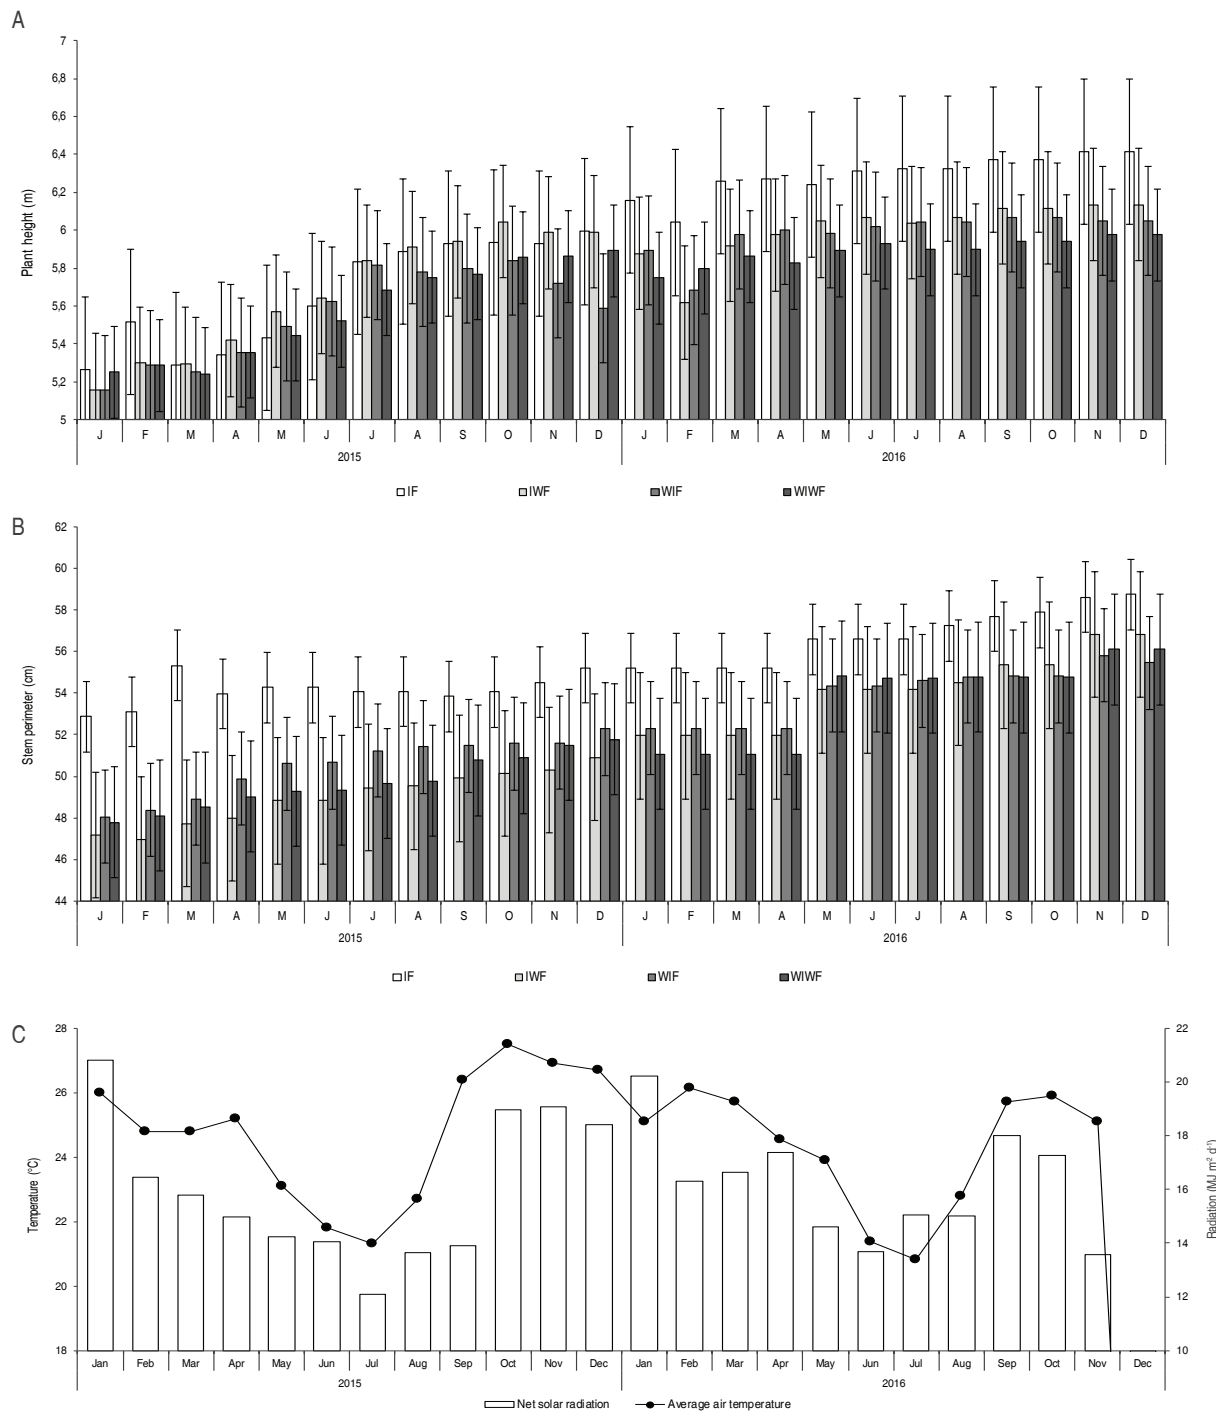 A
Plant height (m)
7
6,8
6,6
6,4
6,2
6
5,8
5,6
5,4
5,2
5
J F M A M J J A S O N D J F M A M J J A S O N D
2015 2016
IF IWF WIF WIWF
B
Stem perimeter (cm)
62
60
58
56
54
52
50
48
46
44
J F M A M J J A S O N D J F M A M J J A S O N D
2015 2016
IF IWF WIF WIWF
C
Temperature (°C)
28
26
24
22
20
18
22
20
18
16
14
12
10
Radiation (MJ m-² d-¹)
Jan Feb Mar Apr May Jun Jul Aug Sep Oct Nov Dec Jan Feb Mar Apr May Jun Jul Aug Sep Oct Nov Dec
2015 2016
Net solar radiation Average air temperature